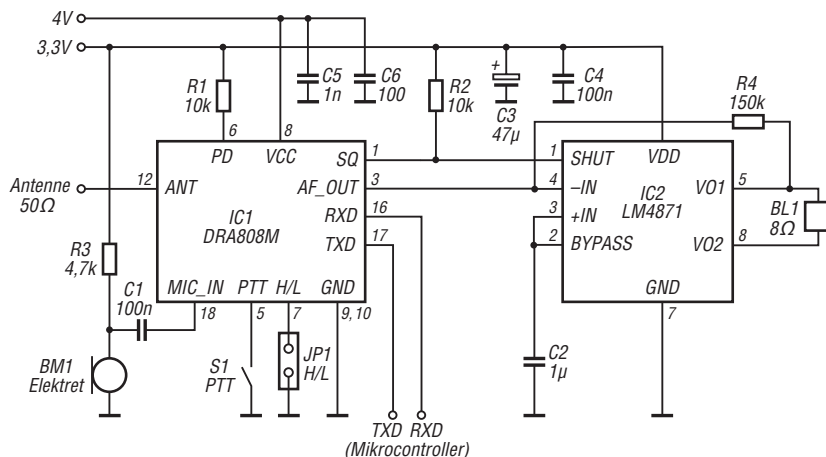 4V
3,3V
R1
10k
C5
1n
C6
100
R2
10k
+
C3
47µ
C4
100n
R4
150k
6
8
PD
VCC
SQ
1
1
SHUT
VDD
Antenne
50Ω
12
ANT
AF_OUT
3
4
–IN
VO1
5
IC1
DRA808M
RXD
16
3
+IN
IC2
LM4871
BL1
8Ω
TXD
17
2
BYPASS
VO2
8
R3
4,7k
C1
100n
MIC_IN
PTT
H/L
GND
GND
18
5
7
9, 10
7
BM1
Elektret
S1
PTT
JP1
H/L
C2
1µ
TXD
RXD
(Mikrocontroller)